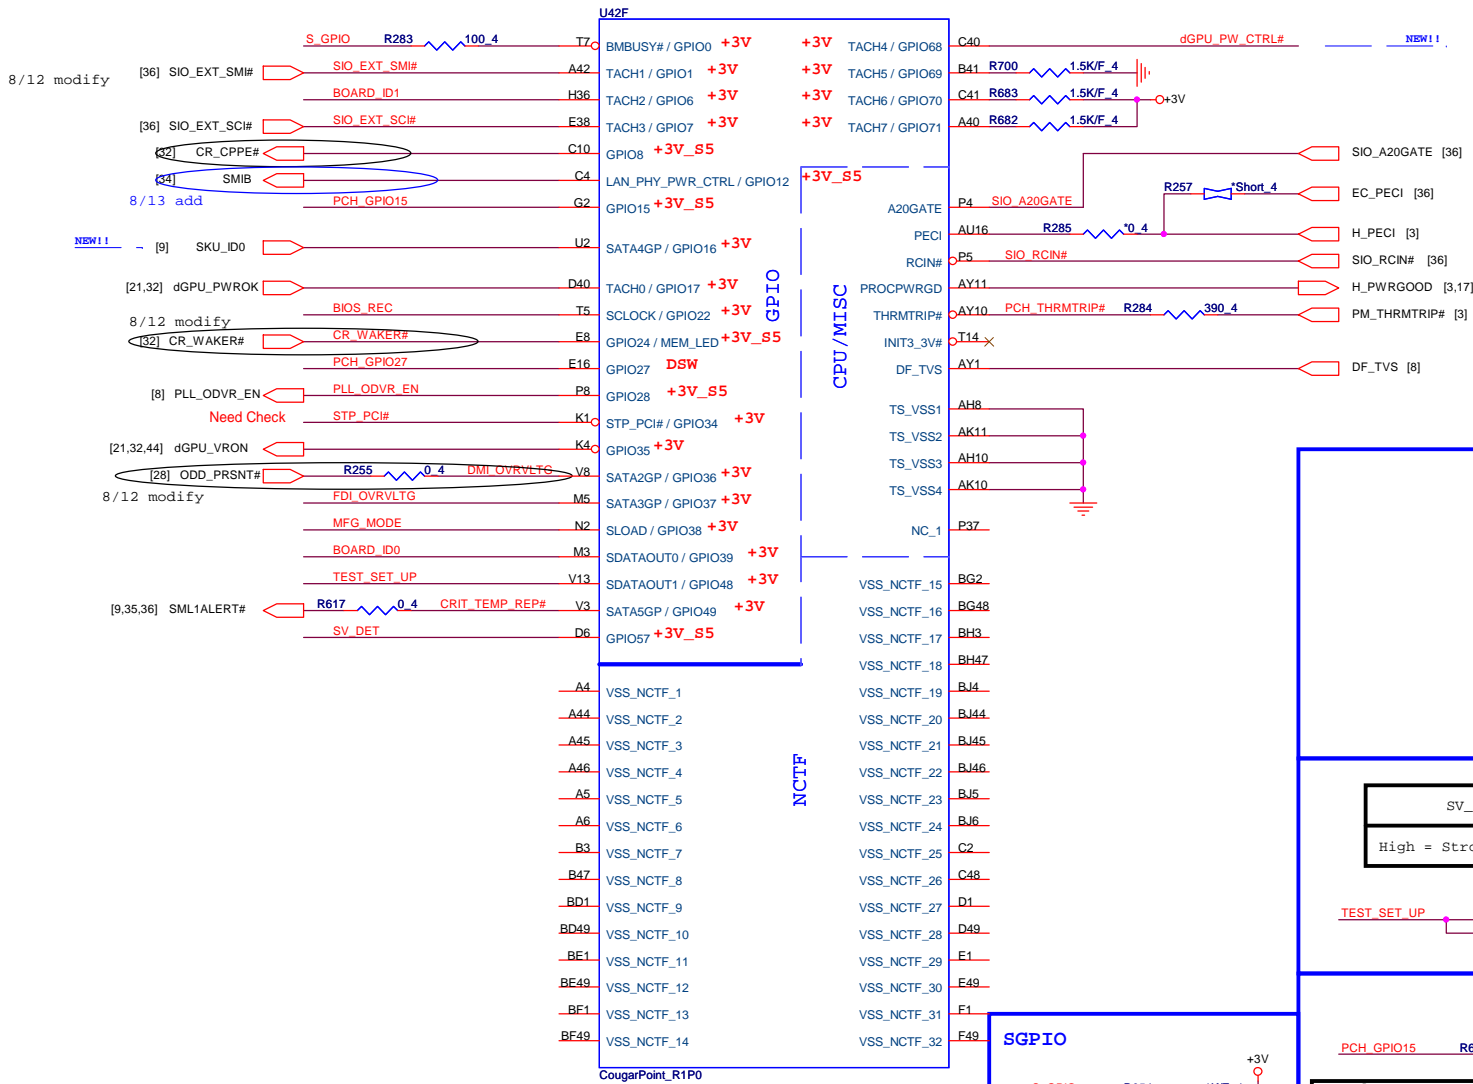 U42F
S_GPIO R283 100_4 T7 BMBUSY# / GPIO0 +3V +3V TACH4 / GPIO68 C40 dGPU_PW_CTRL# NEW!!
8/12 modify [36] SIO_EXT_SMI# SIO_EXT_SMI# A42 TACH1 / GPIO1 +3V +3V TACH5 / GPIO69 B41 R700 1.5K/F_4
BOARD_ID1 H36 TACH2 / GPIO6 +3V +3V TACH6 / GPIO70 C41 R683 1.5K/F_4 +3V
[36] SIO_EXT_SCI# SIO_EXT_SCI# E38 TACH3 / GPIO7 +3V +3V TACH7 / GPIO71 A40 R682 1.5K/F_4
[32] CR_CPPE# C10 GPIO8 +3V_S5 SIO_A20GATE [36]
[34] SMIB C4 LAN_PHY_PWR_CTRL / GPIO12 +3V_S5
8/13 add
PCH_GPIO15 G2 GPIO15 +3V_S5 A20GATE P4 SIO_A20GATE
R257 *Short_4 EC_PECI [36]
PECI AU16 R285 *0_4 H_PECI [3]
NEW!! [9] SKU_ID0 U2 SATA4GP / GPIO16 +3V
RCIN# P5 SIO_RCIN# SIO_RCIN# [36]
[21,32] dGPU_PWROK D40 TACH0 / GPIO17 +3V PROCPWRGD AY11 H_PWRGOOD [3,17]
BIOS_REC T5 SCLOCK / GPIO22 +3V THRMTRIP# AY10 PCH_THRMTRIP# R284 390_4 PM_THRMTRIP# [3]
8/12 modify
[32] CR_WAKER# CR_WAKER# E8 GPIO24 / MEM_LED +3V_S5 INIT3_3V# T14
PCH_GPIO27 E16 GPIO27 DSW DF_TVS AY1 DF_TVS [8]
GPIO
CPU/MISC
[8] PLL_ODVR_EN PLL_ODVR_EN P8 GPIO28 +3V_S5 TS_VSS1 AH8
Need Check STP_PCI# K1 STP_PCI# / GPIO34 +3V TS_VSS2 AK11
[21,32,44] dGPU_VRON K4 GPIO35 +3V TS_VSS3 AH10
[28] ODD_PRSNT# R255 0_4 DMI_OVRVLTG V8 SATA2GP / GPIO36 +3V TS_VSS4 AK10
8/12 modify
FDI_OVRVLTG M5 SATA3GP / GPIO37 +3V
MFG_MODE N2 SLOAD / GPIO38 +3V NC_1 P37
BOARD_ID0 M3 SDATAOUT0 / GPIO39 +3V
TEST_SET_UP V13 SDATAOUT1 / GPIO48 +3V VSS_NCTF_15 BG2
[9,35,36] SML1ALERT# R617 0_4 CRIT_TEMP_REP# V3 SATA5GP / GPIO49 +3V VSS_NCTF_16 BG48
SV_DET D6 GPIO57 +3V_S5 VSS_NCTF_17 BH3
VSS_NCTF_18 BH47
A4 VSS_NCTF_1 VSS_NCTF_19 BJ4
A44 VSS_NCTF_2 VSS_NCTF_20 BJ44
A45 VSS_NCTF_3 VSS_NCTF_21 BJ45
A46 VSS_NCTF_4 VSS_NCTF_22 BJ46
NCTF
A5 VSS_NCTF_5 VSS_NCTF_23 BJ5
A6 VSS_NCTF_6 VSS_NCTF_24 BJ6
B3 VSS_NCTF_7 VSS_NCTF_25 C2
B47 VSS_NCTF_8 VSS_NCTF_26 C48
BD1 VSS_NCTF_9 VSS_NCTF_27 D1
BD49 VSS_NCTF_10 VSS_NCTF_28 D49
BE1 VSS_NCTF_11 VSS_NCTF_29 E1
BE49 VSS_NCTF_12 VSS_NCTF_30 E49
BF1 VSS_NCTF_13 VSS_NCTF_31 F1
BF49 VSS_NCTF_14 VSS_NCTF_32 F49
CougarPoint_R1P0
SV_
High = Stro
TEST_SET_UP
SGPIO
+3V
PCH_GPIO15 R6